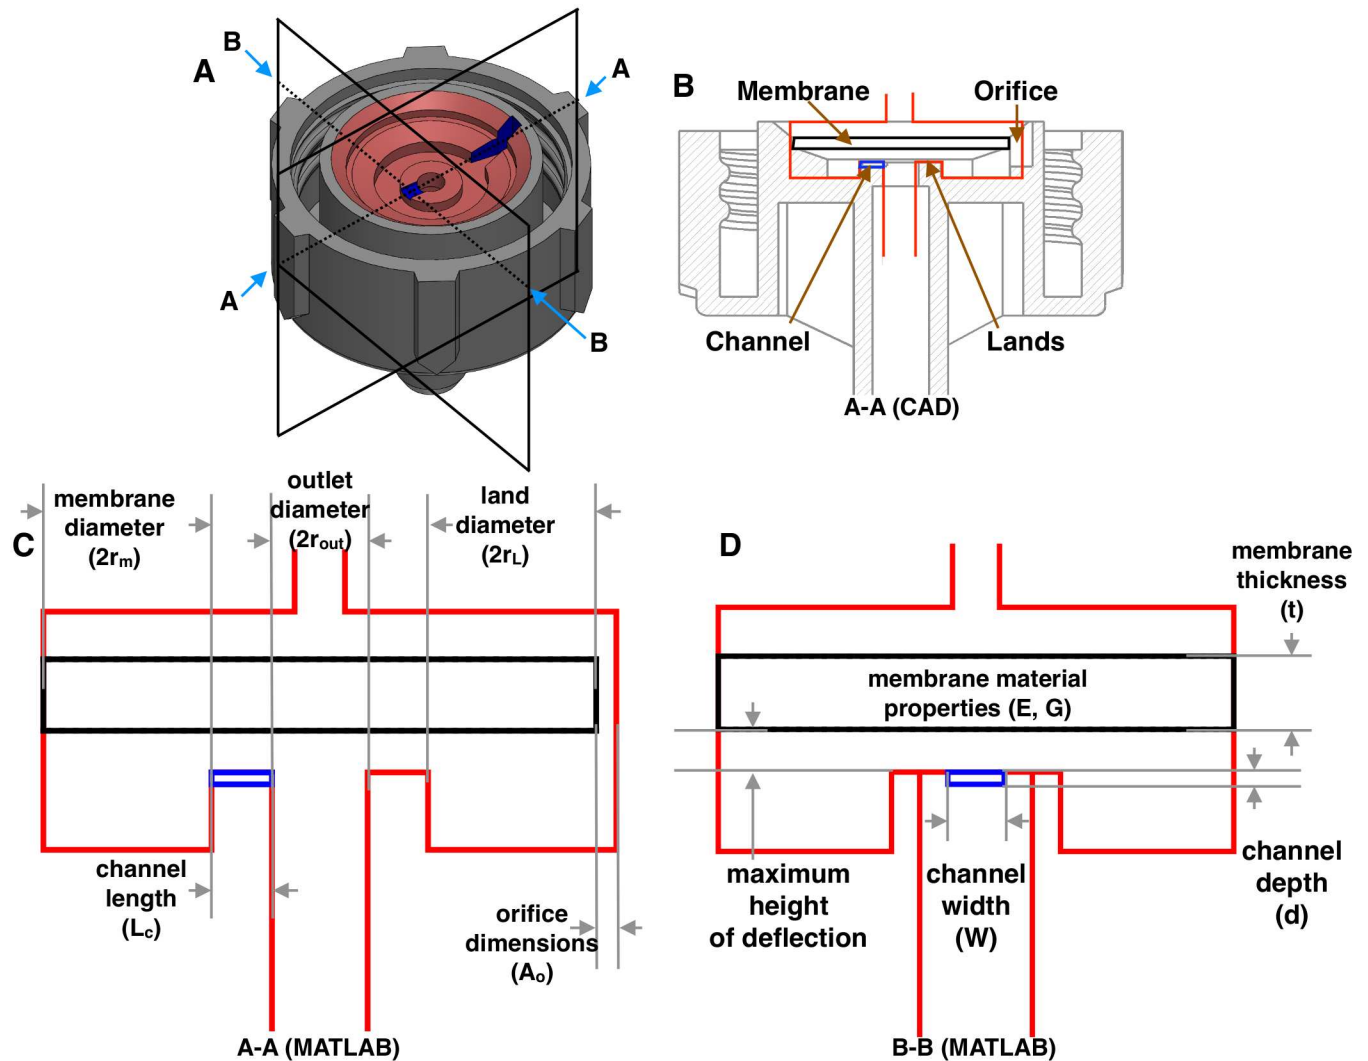 A
B
A
A
B
B
Membrane
Orifice
Channel
Lands
A-A (CAD)
C
membrane
diameter
(2rm)
outlet
diameter
(2rout)
land
diameter
(2rL)
channel
length
(Lc)
orifice
dimensions
(Ao)
A-A (MATLAB)
D
membrane
thickness
(t)
membrane material
properties (E, G)
maximum
height
of deflection
channel
width
(W)
channel
depth
(d)
B-B (MATLAB)